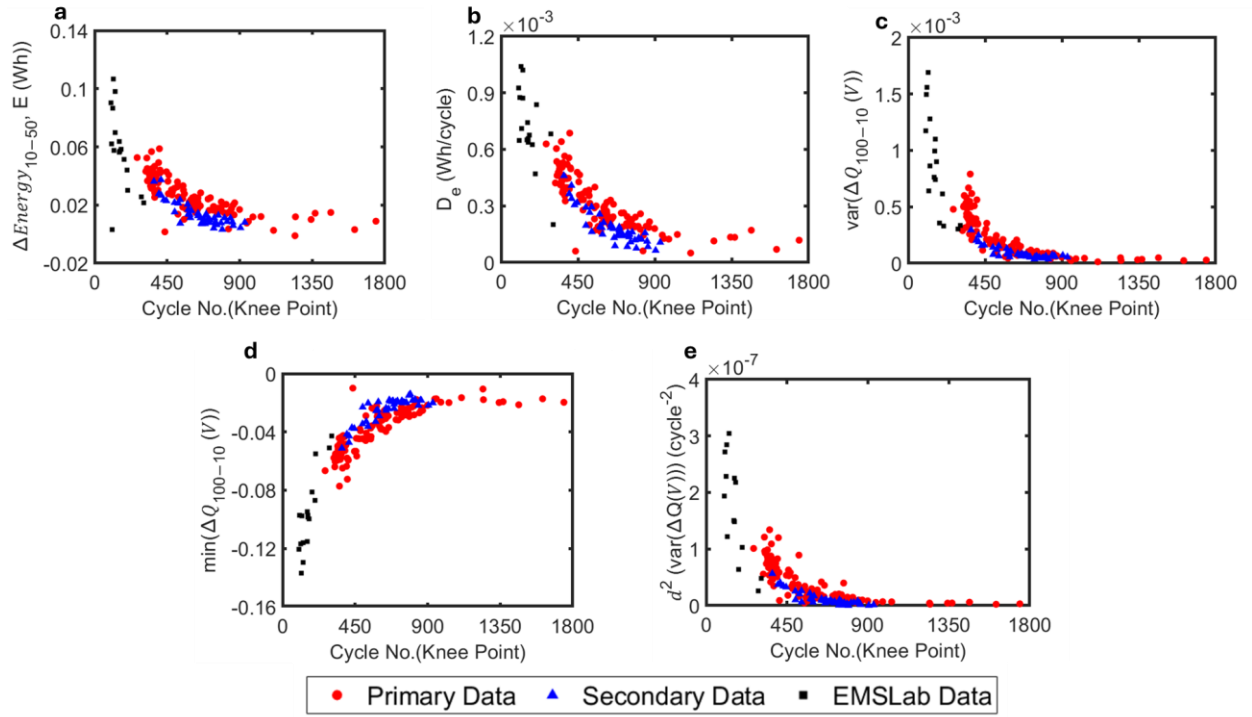 a
0.14
0.1
0.06
0.02
-0.02
ΔEnergy₁₀₋₅₀, E (Wh))
0 450 900 1350 1800
Cycle No.(Knee Point)
b
×10⁻³
1.2
0.9
0.6
0.3
0
Dₑ (Wh/cycle)
0 450 900 1350 1800
Cycle No.(Knee Point)
c
×10⁻³
2
1.5
1
0.5
0
var(ΔQ₁₀₀₋₁₀ (V))
0 450 900 1350 1800
Cycle No.(Knee Point)
d
0
-0.04
-0.08
-0.12
-0.16
min(ΔQ₁₀₀₋₁₀ (V))
0 450 900 1350 1800
Cycle No.(Knee Point)
e
×10⁻⁷
4
3
2
1
0
d² (var(ΔQ(V))) (cycle⁻²)
0 450 900 1350 1800
Cycle No.(Knee Point)
Primary Data Secondary Data EMSLab Data